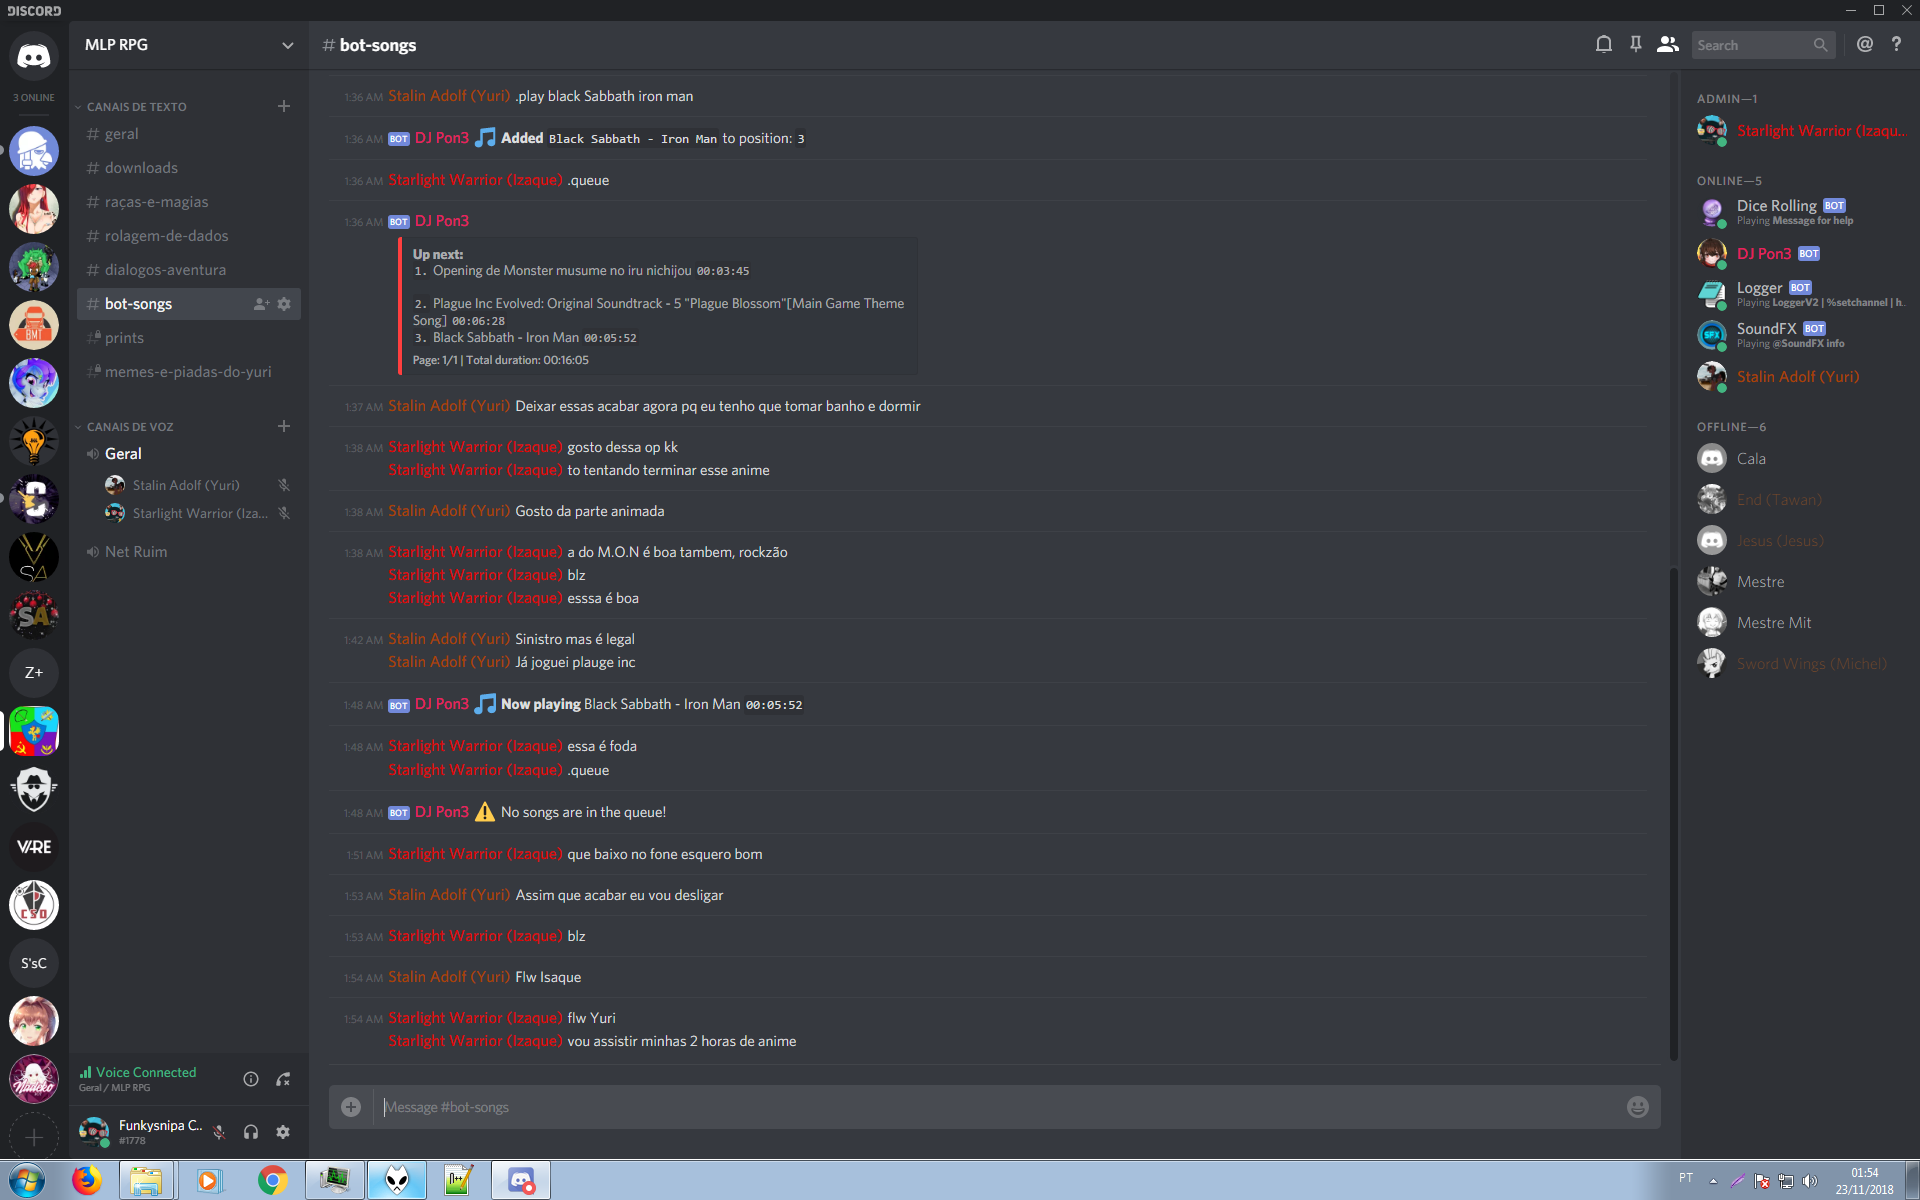 DISCORD
3 ONLINE
BMT
SA
SA
Z+
V/RE
CSD
S'sC
MLP RPG
CANAIS DE TEXTO
# geral
# downloads
# raças-e-magias
# rolagem-de-dados
# dialogos-aventura
# bot-songs
# prints
# memes-e-piadas-do-yuri
CANAIS DE VOZ
Geral
Stalin Adolf (Yuri)
Starlight Warrior (Iza...
Net Ruim
Voice Connected
Geral / MLP RPG
Funkysnipa C...
#1778
# bot-songs
Search
@ ?
1:36 AM Stalin Adolf (Yuri) .play black Sabbath iron man
1:36 AM BOT DJ Pon3 Added Black Sabbath - Iron Man to position: 3
1:36 AM Starlight Warrior (Izaque) .queue
1:36 AM BOT DJ Pon3
Up next:
1. Opening de Monster musume no iru nichijou 00:03:45
2. Plague Inc Evolved: Original Soundtrack - 5 "Plague Blossom"[Main Game Theme
Song] 00:06:28
3. Black Sabbath - Iron Man 00:05:52
Page: 1/1 | Total duration: 00:16:05
1:37 AM Stalin Adolf (Yuri) Deixar essas acabar agora pq eu tenho que tomar banho e dormir
1:38 AM Starlight Warrior (Izaque) gosto dessa op kk
Starlight Warrior (Izaque) to tentando terminar esse anime
1:38 AM Stalin Adolf (Yuri) Gosto da parte animada
1:38 AM Starlight Warrior (Izaque) a do M.O.N é boa tambem, rockzão
Starlight Warrior (Izaque) blz
Starlight Warrior (Izaque) esssa é boa
1:42 AM Stalin Adolf (Yuri) Sinistro mas é legal
Stalin Adolf (Yuri) Já joguei plauge inc
1:48 AM BOT DJ Pon3 Now playing Black Sabbath - Iron Man 00:05:52
1:48 AM Starlight Warrior (Izaque) essa é foda
Starlight Warrior (Izaque) .queue
1:48 AM BOT DJ Pon3 No songs are in the queue!
1:51 AM Starlight Warrior (Izaque) que baixo no fone esquero bom
1:53 AM Stalin Adolf (Yuri) Assim que acabar eu vou desligar
1:53 AM Starlight Warrior (Izaque) blz
1:54 AM Stalin Adolf (Yuri) Flw Isaque
1:54 AM Starlight Warrior (Izaque) flw Yuri
Starlight Warrior (Izaque) vou assistir minhas 2 horas de anime
Message #bot-songs
ADMIN—1
Starlight Warrior (Izaqu...
ONLINE—5
Dice Rolling BOT
Playing Message for help
DJ Pon3 BOT
Logger BOT
Playing LoggerV2 | %setchannel | h...
SoundFX BOT
SFX
Playing @SoundFX info
Stalin Adolf (Yuri)
OFFLINE—6
Cala
End (Tawan)
Jesus (Jesus)
Mestre
Mestre Mit
Sword Wings (Michel)
PT
01:54
23/11/2018